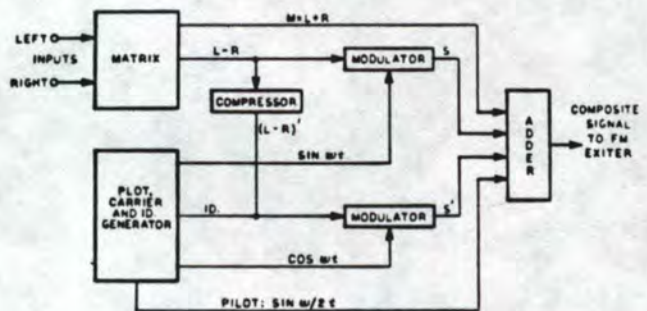 M=L+R
LEFT
INPUTS
RIGHT
MATRIX
L-R
MODULATOR
S
COMPRESSOR
(L-R)'
SIN ωt
PLOT,
CARRIER
AND ID.
GENERATOR
ID.
MODULATOR
S'
COS ωt
PILOT: SIN ω/2 t
ADDER
COMPOSITE
SIGNAL
TO FM
EXITER